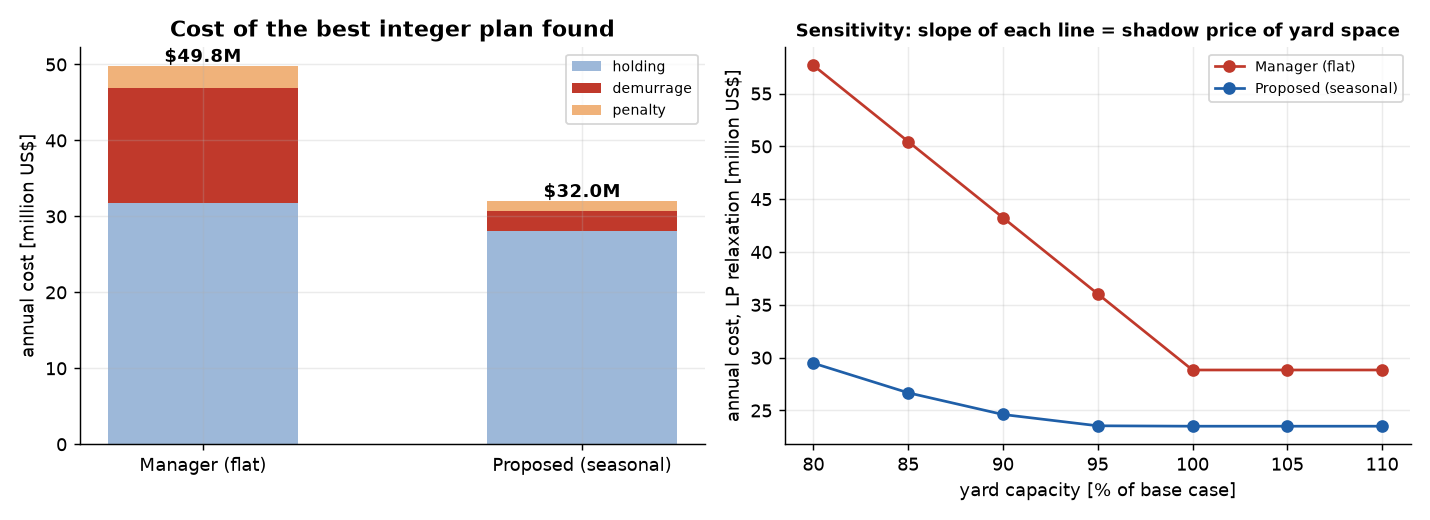 Cost of the best integer plan found
$49.8M
$32.0M
holding
demurrage
penalty
annual cost [million US$]
50
40
30
20
10
0
Manager (flat)
Proposed (seasonal)
Sensitivity: slope of each line = shadow price of yard space
Manager (flat)
Proposed (seasonal)
annual cost, LP relaxation [million US$]
55
50
45
40
35
30
25
80
85
90
95
100
105
110
yard capacity [% of base case]